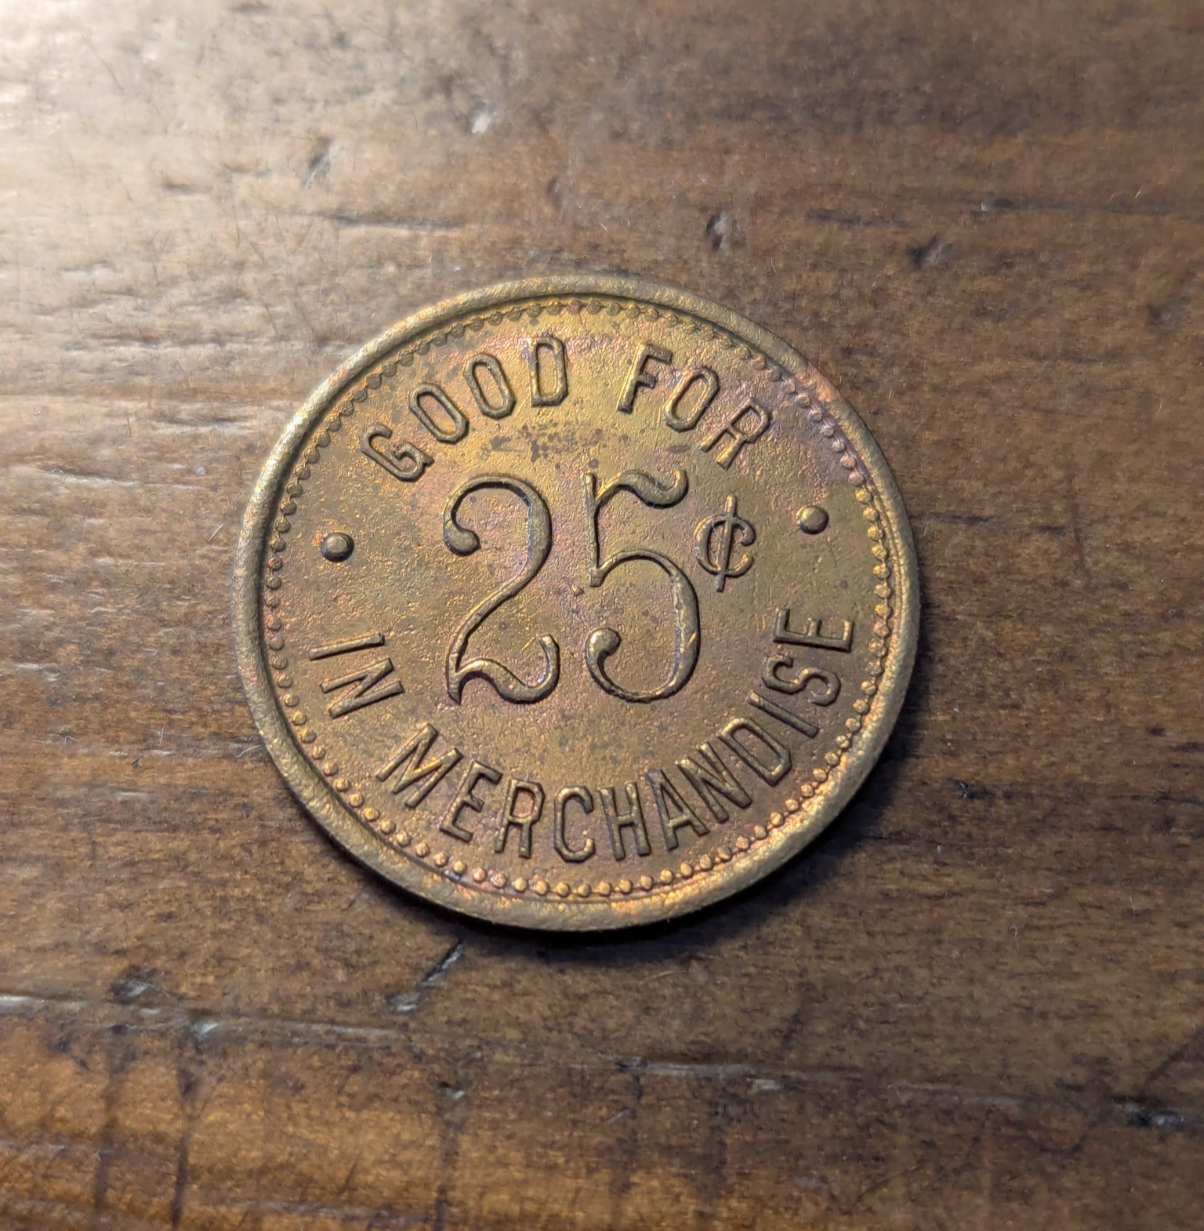 GOOD FOR
25¢
IN MERCHANDISE